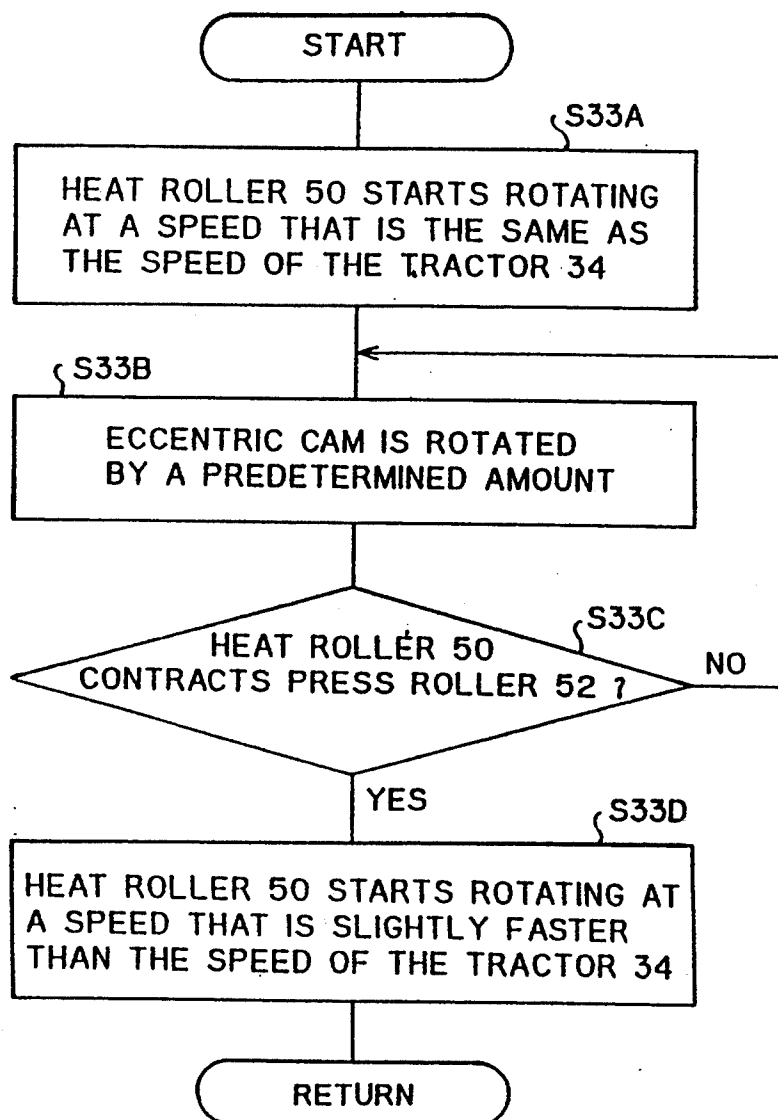 START
S33A
HEAT ROLLER 50 STARTS ROTATING
AT A SPEED THAT IS THE SAME AS
THE SPEED OF THE TRACTOR 34
S33B
ECCENTRIC CAM IS ROTATED
BY A PREDETERMINED AMOUNT
S33C
HEAT ROLLER 50
CONTRACTS PRESS ROLLER 52 ?
NO
YES
S33D
HEAT ROLLER 50 STARTS ROTATING AT
A SPEED THAT IS SLIGHTLY FASTER
THAN THE SPEED OF THE TRACTOR 34
RETURN